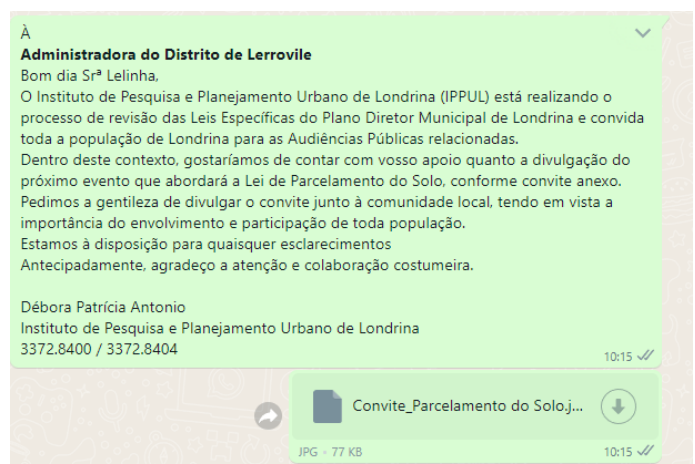 À
Administradora do Distrito de Lerrovile
Bom dia Srª Lelinha,
O Instituto de Pesquisa e Planejamento Urbano de Londrina (IPPUL) está realizando o
processo de revisão das Leis Específicas do Plano Diretor Municipal de Londrina e convida
toda a população de Londrina para as Audiências Públicas relacionadas.
Dentro deste contexto, gostaríamos de contar com vosso apoio quanto a divulgação do
próximo evento que abordará a Lei de Parcelamento do Solo, conforme convite anexo.
Pedimos a gentileza de divulgar o convite junto à comunidade local, tendo em vista a
importância do envolvimento e participação de toda população.
Estamos à disposição para quaisquer esclarecimentos
Antecipadamente, agradeço a atenção e colaboração costumeira.
Débora Patrícia Antonio
Instituto de Pesquisa e Planejamento Urbano de Londrina
3372.8400 / 3372.8404
10:15
Convite_Parcelamento do Solo.j...
JPG • 77 KB
10:15